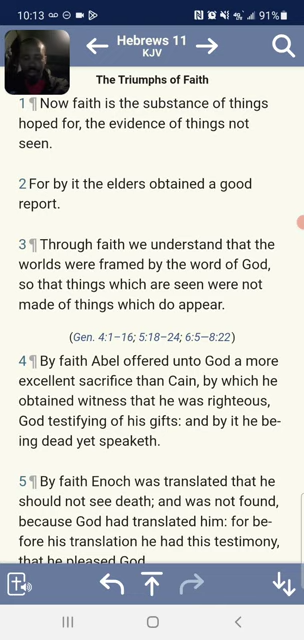 10:13
91%
Hebrews 11
KJV
The Triumphs of Faith
1 ¶ Now faith is the substance of things
hoped for, the evidence of things not
seen.
2 For by it the elders obtained a good
report.
3 ¶ Through faith we understand that the
worlds were framed by the word of God,
so that things which are seen were not
made of things which do appear.
(Gen. 4:1–16; 5:18–24; 6:5—8:22)
4 ¶ By faith Abel offered unto God a more
excellent sacrifice than Cain, by which he
obtained witness that he was righteous,
God testifying of his gifts: and by it he be-
ing dead yet speaketh.
5 ¶ By faith Enoch was translated that he
should not see death; and was not found,
because God had translated him: for be-
fore his translation he had this testimony,
that he pleased God